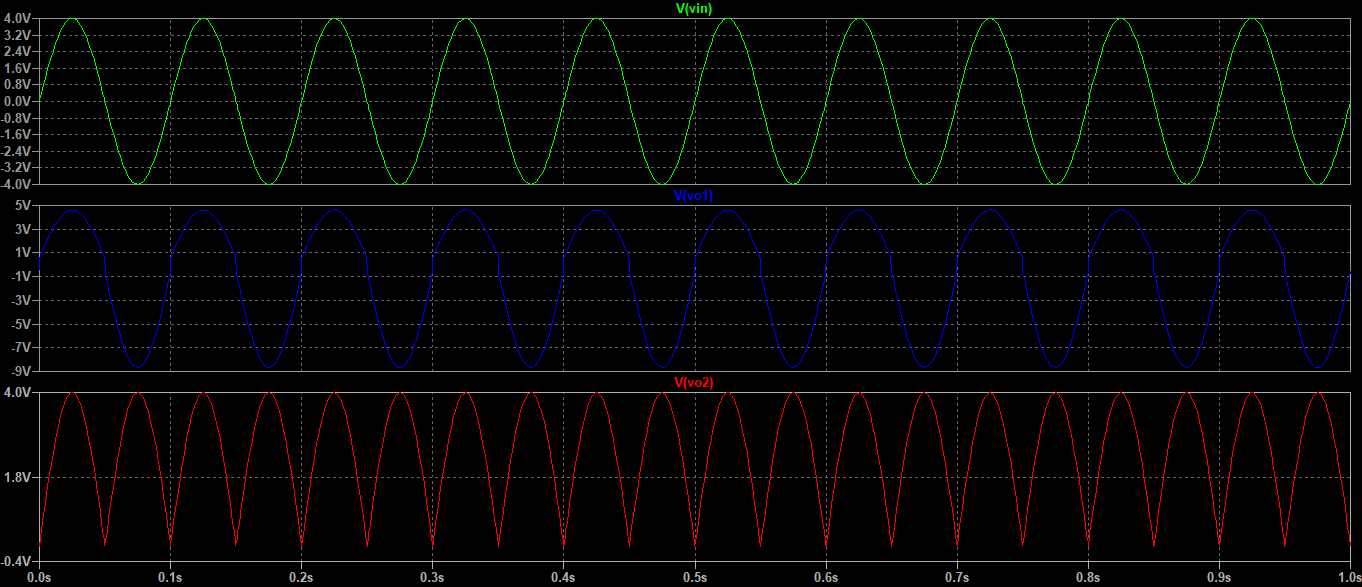 V(vin)
4.0V
3.2V
2.4V
1.6V
0.8V
0.0V
-0.8V
-1.6V
-2.4V
-3.2V
-4.0V
V(vo1)
5V
3V
1V
-1V
-3V
-5V
-7V
-9V
V(vo2)
4.0V
1.8V
-0.4V
0.0s 0.1s 0.2s 0.3s 0.4s 0.5s 0.6s 0.7s 0.8s 0.9s 1.0s